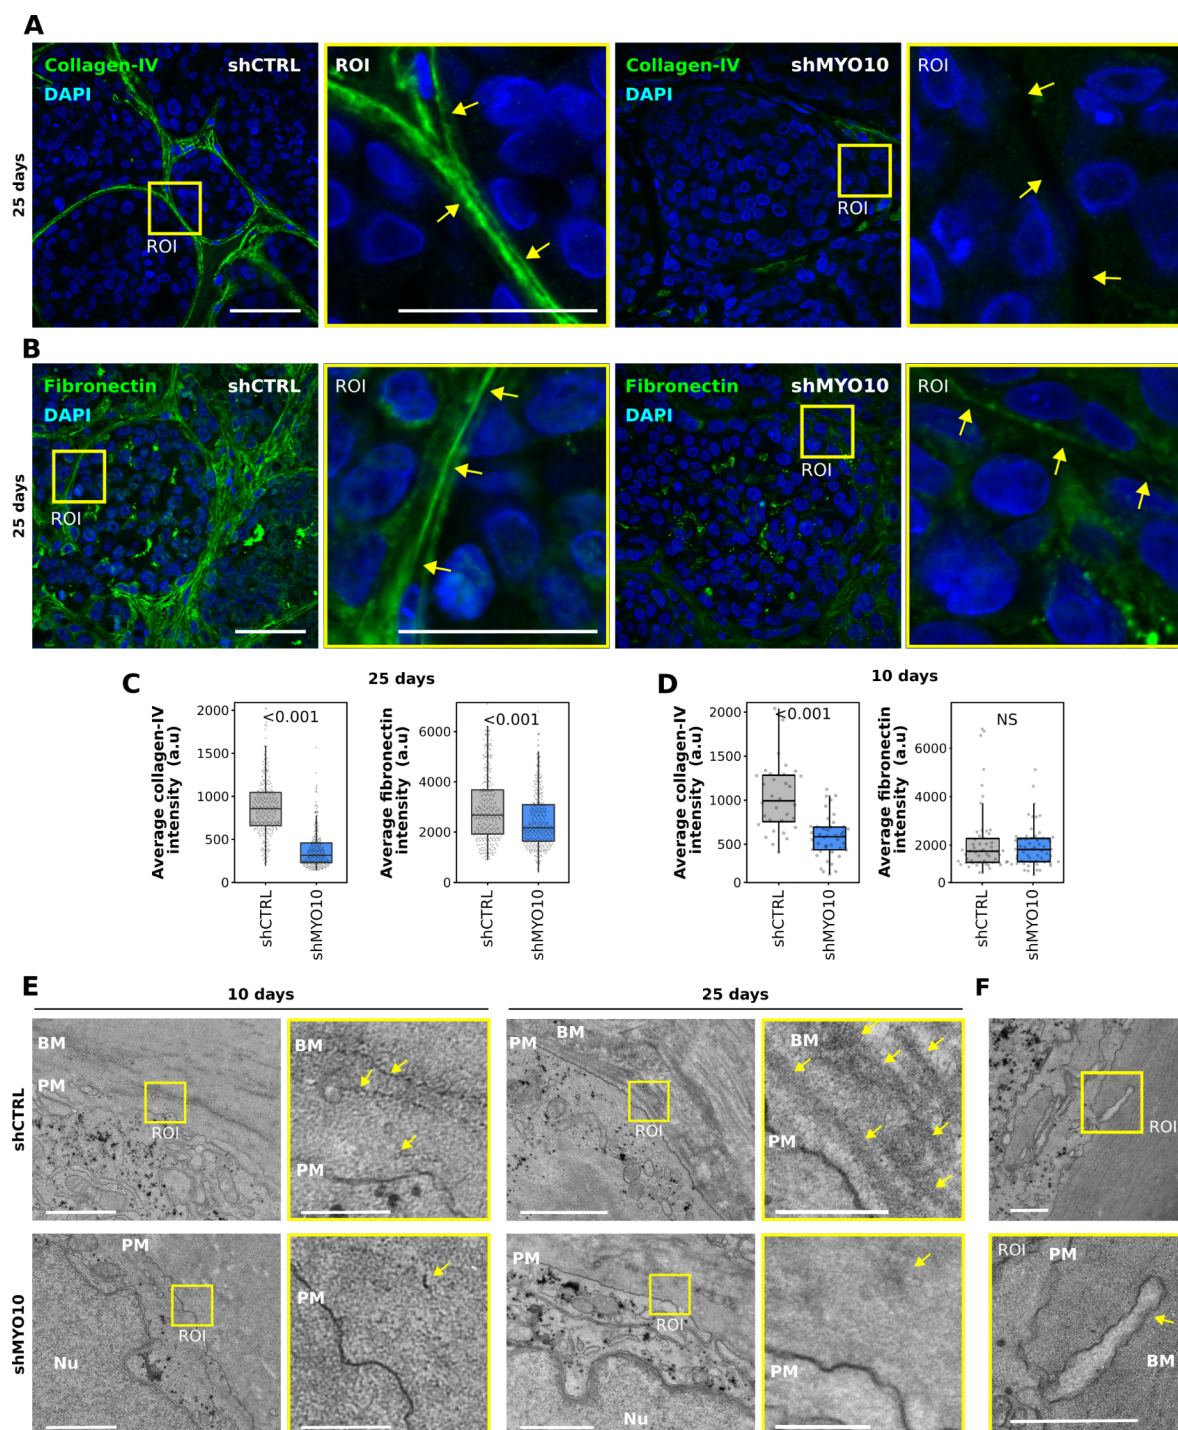 A
Collagen-IV shCTRL
DAPI
ROI
ROI
Collagen-IV shMYO10
DAPI
ROI
ROI
25 days
B
Fibronectin shCTRL
DAPI
ROI
ROI
Fibronectin shMYO10
DAPI
ROI
ROI
25 days
C
25 days
Average collagen-IV
intensity (a.u)
2000
1500
1000
500
0
<0.001
shCTRL
shMYO10
Average fibronectin
intensity (a.u)
6000
4000
2000
0
<0.001
shCTRL
shMYO10
D
10 days
Average collagen-IV
intensity (a.u)
2000
1500
1000
500
0
<0.001
shCTRL
shMYO10
Average fibronectin
intensity (a.u)
6000
4000
2000
0
NS
shCTRL
shMYO10
E
10 days
25 days
shCTRL
BM
PM
ROI
BM
PM
PM
BM
ROI
BM
PM
shMYO10
PM
ROI
Nu
PM
ROI
Nu
PM
F
ROI
ROI
PM
BM